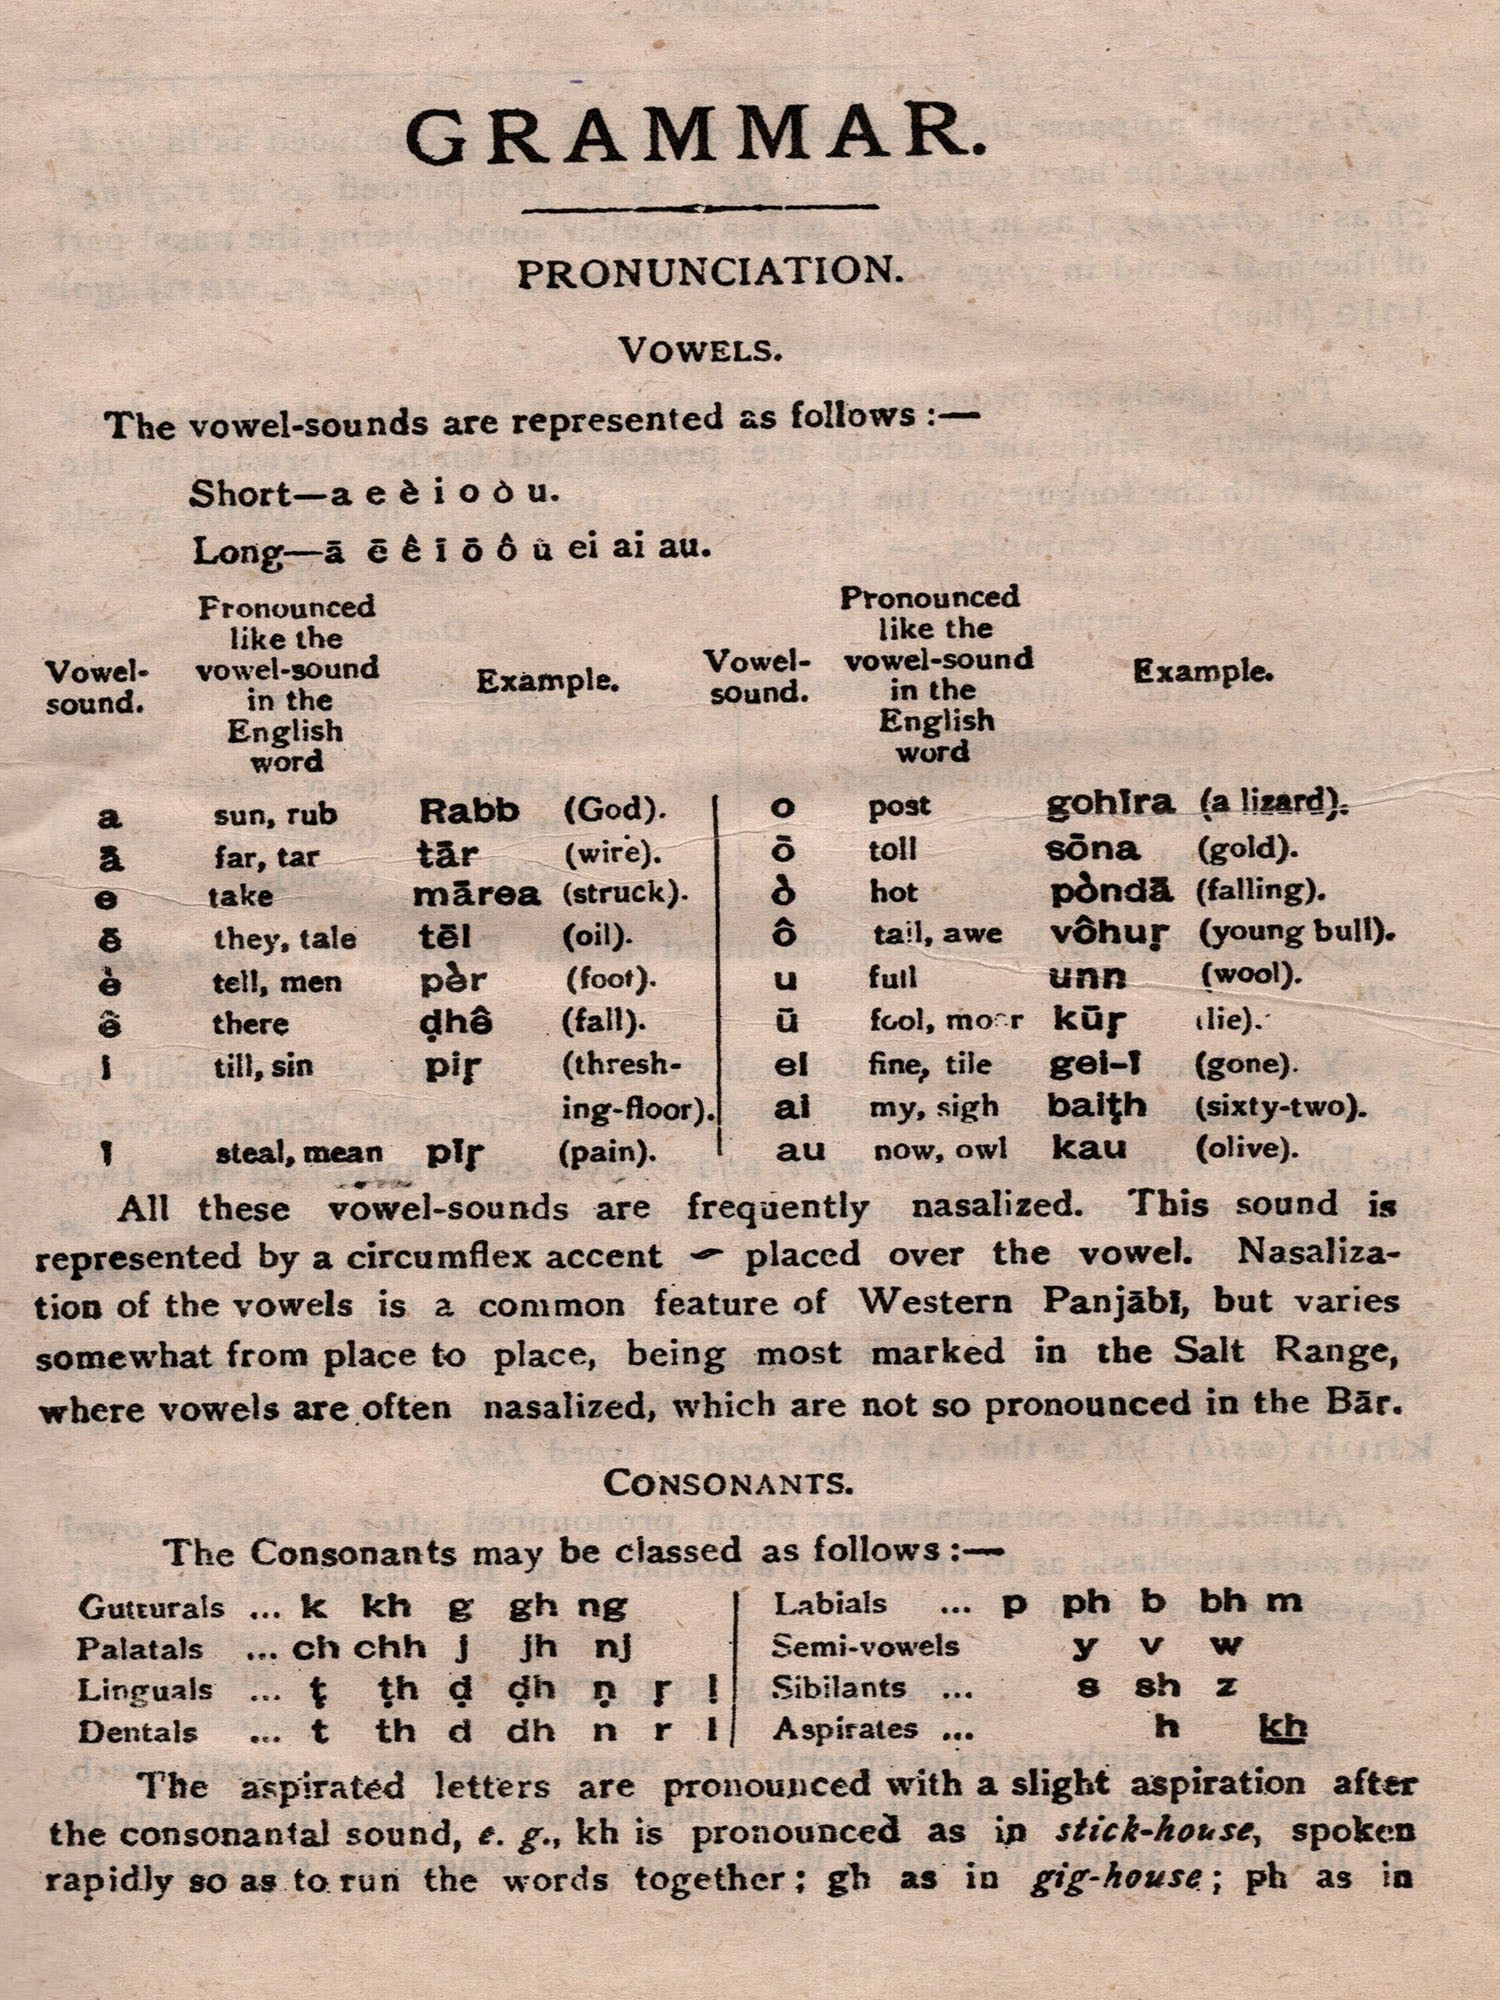 GRAMMAR.
PRONUNCIATION.
VOWELS.
The vowel-sounds are represented as follows :—
Short—a e è i o ò u.
Long—ā ē ê ī ō ô ū ei ai au.
Vowel-sound. Pronounced like the vowel-sound in the English word Example. Vowel-sound. Pronounced like the vowel-sound in the English word Example.
a sun, rub Rabb (God). o post gohīra (a lizard).
ā far, tar tār (wire). ō toll sōna (gold).
e take mārea (struck). ò hot pòndā (falling).
ē they, tale tēl (oil). ô tall, awe vôhuṛ (young bull).
è tell, men pèr (foot). u full unn (wool).
ê there ḍhê (fall). ū fool, moor kūṛ (lie).
i till, sin piṛ (thresh- ei fine, tile gei-ī (gone).
ing-floor). ai my, sigh baiṭh (sixty-two).
ī steal, mean pīṛ (pain). au now, owl kau (olive).
All these vowel-sounds are frequently nasalized. This sound is
represented by a circumflex accent ~ placed over the vowel. Nasaliza-
tion of the vowels is a common feature of Western Panjābī, but varies
somewhat from place to place, being most marked in the Salt Range,
where vowels are often nasalized, which are not so pronounced in the Bār.
CONSONANTS.
The Consonants may be classed as follows :—
Gutturals ... k kh g gh ng Labials ... p ph b bh m
Palatals ... ch chh j jh nj Semi-vowels y v w
Linguals ... ṭ ṭh ḍ ḍh ṇ ṛ ḷ Sibilants ... s sh z
Dentals ... t th d dh n r l Aspirates ... h k͟h
The aspirated letters are pronounced with a slight aspiration after
the consonantal sound, e. g., kh is pronounced as in stick-house, spoken
rapidly so as to run the words together ; gh as in gig-house ; ph as in